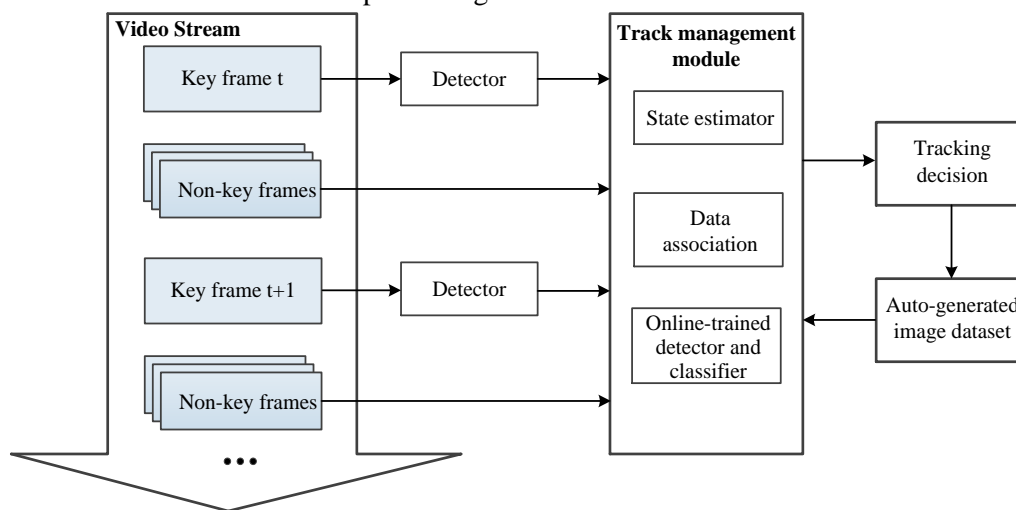 Video Stream
Key frame t
Detector
Non-key frames
Key frame t+1
Detector
Non-key frames
...
Track management
module
State estimator
Data
association
Online-trained
detector and
classifier
Tracking
decision
Auto-generated
image dataset